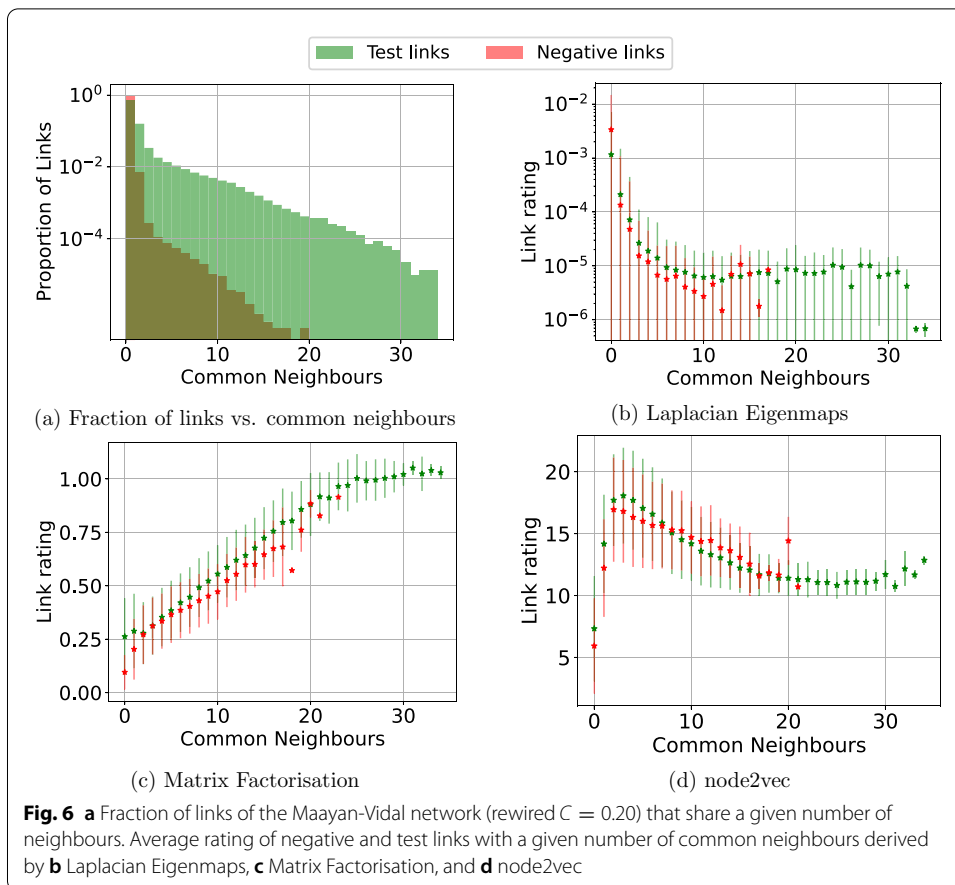 Test links Negative links
10^0
10^−2
10^−4
Proportion of Links
0 10 20 30
Common Neighbours
(a) Fraction of links vs. common neighbours
10^−2
10^−3
10^−4
10^−5
10^−6
Link rating
0 10 20 30
Common Neighbours
(b) Laplacian Eigenmaps
1.00
0.75
0.50
0.25
0.00
Link rating
0 10 20 30
Common Neighbours
(c) Matrix Factorisation
20
15
10
5
Link rating
0 10 20 30
Common Neighbours
(d) node2vec
Fig. 6 a Fraction of links of the Maayan-Vidal network (rewired C = 0.20) that share a given number of
neighbours. Average rating of negative and test links with a given number of common neighbours derived
by b Laplacian Eigenmaps, c Matrix Factorisation, and d node2vec